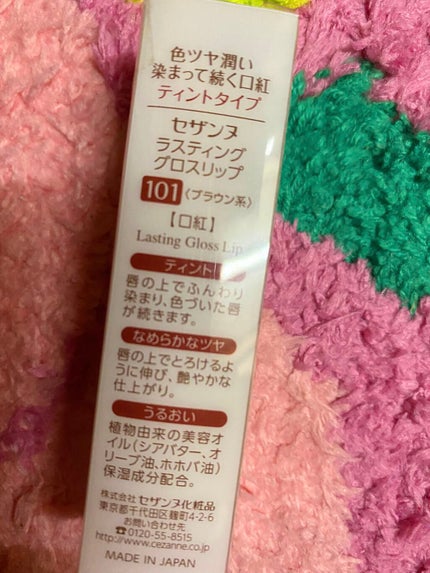 色ツヤ潤い
染まって続く口紅
ティントタイプ
セザンヌ
ラスティング
グロスリップ
101〈ブラウン系〉
【口紅】
Lasting Gloss Lip
ティント
唇の上でふんわり
染まり、色づいた唇
が続きます。
なめらかなツヤ
唇の上でとろけるよ
うに伸び、艶やかな
仕上がり。
うるおい
植物由来の美容オ
イル(シアバター、オ
リーブ油、ホホバ油)
保湿成分配合。
株式会社 セザンヌ化粧品
東京都千代田区麹町4-2-6
お問い合わせ先
☎0120-55-8515
http://www.cezanne.co.jp
MADE IN JAPAN